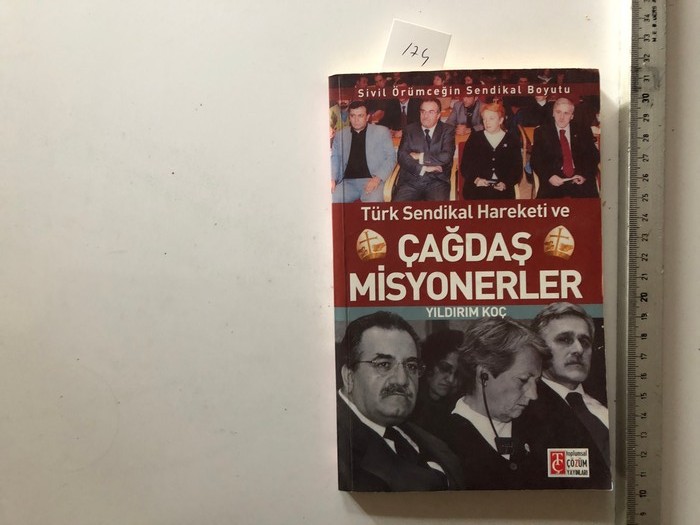 174
Sivil Örümceğin Sendikal Boyutu
Türk Sendikal Hareketi ve
ÇAĞDAŞ
MİSYONERLER
YILDIRIM KOÇ
toplumsal
ÇÖZÜM
YAYINLARI